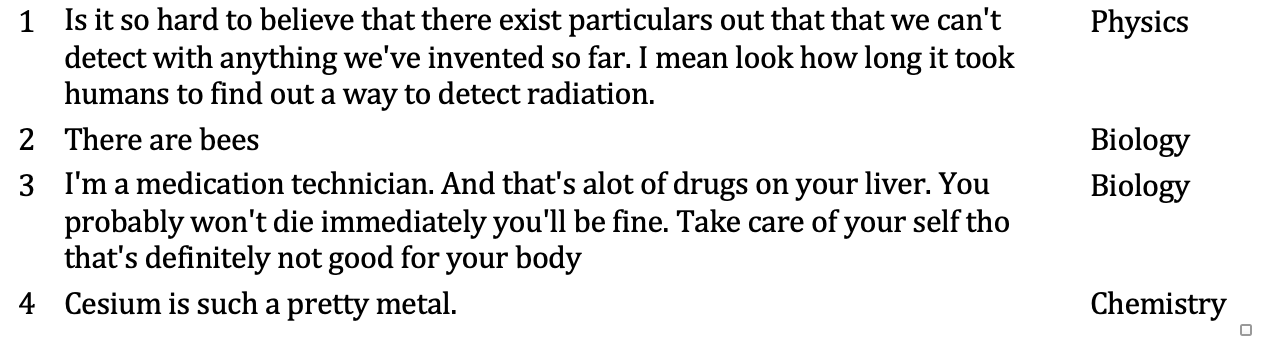 1 Is it so hard to believe that there exist particulars out that that we can't Physics
detect with anything we've invented so far. I mean look how long it took
humans to find out a way to detect radiation.
2 There are bees Biology
3 I'm a medication technician. And that's alot of drugs on your liver. You Biology
probably won't die immediately you'll be fine. Take care of your self tho
that's definitely not good for your body
4 Cesium is such a pretty metal. Chemistry